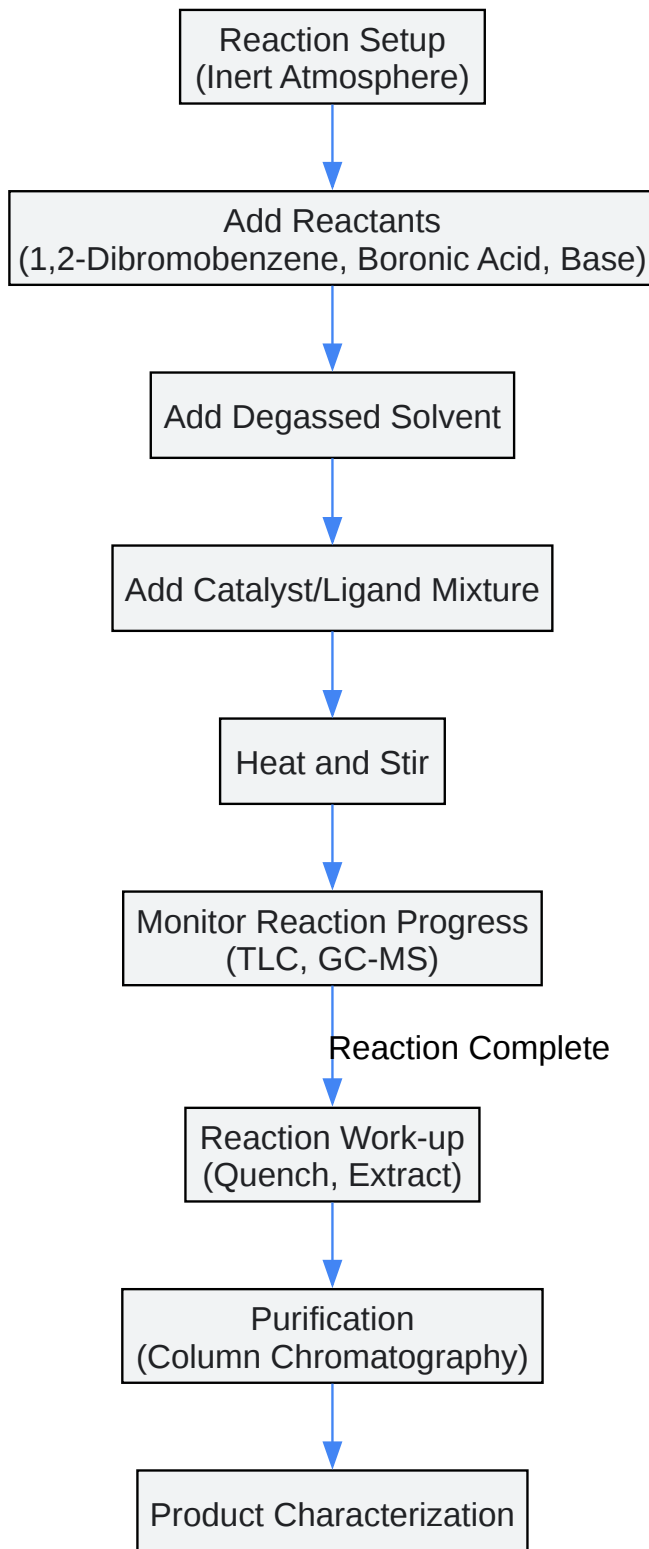 Reaction Setup
(Inert Atmosphere)
Add Reactants
(1,2-Dibromobenzene, Boronic Acid, Base)
Add Degassed Solvent
Add Catalyst/Ligand Mixture
Heat and Stir
Monitor Reaction Progress
(TLC, GC-MS)
Reaction Complete
Reaction Work-up
(Quench, Extract)
Purification
(Column Chromatography)
Product Characterization